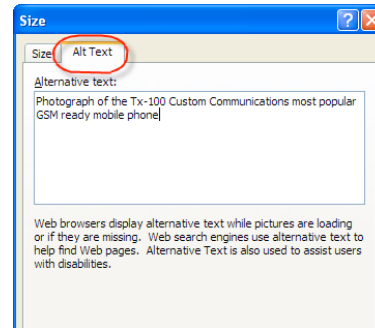 Size
Size Alt Text
Alternative text:
Photograph of the Tx-100 Custom Communications most popular
GSM ready mobile phone
Web browsers display alternative text while pictures are loading
or if they are missing. Web search engines use alternative text to
help find Web pages. Alternative Text is also used to assist users
with disabilities.